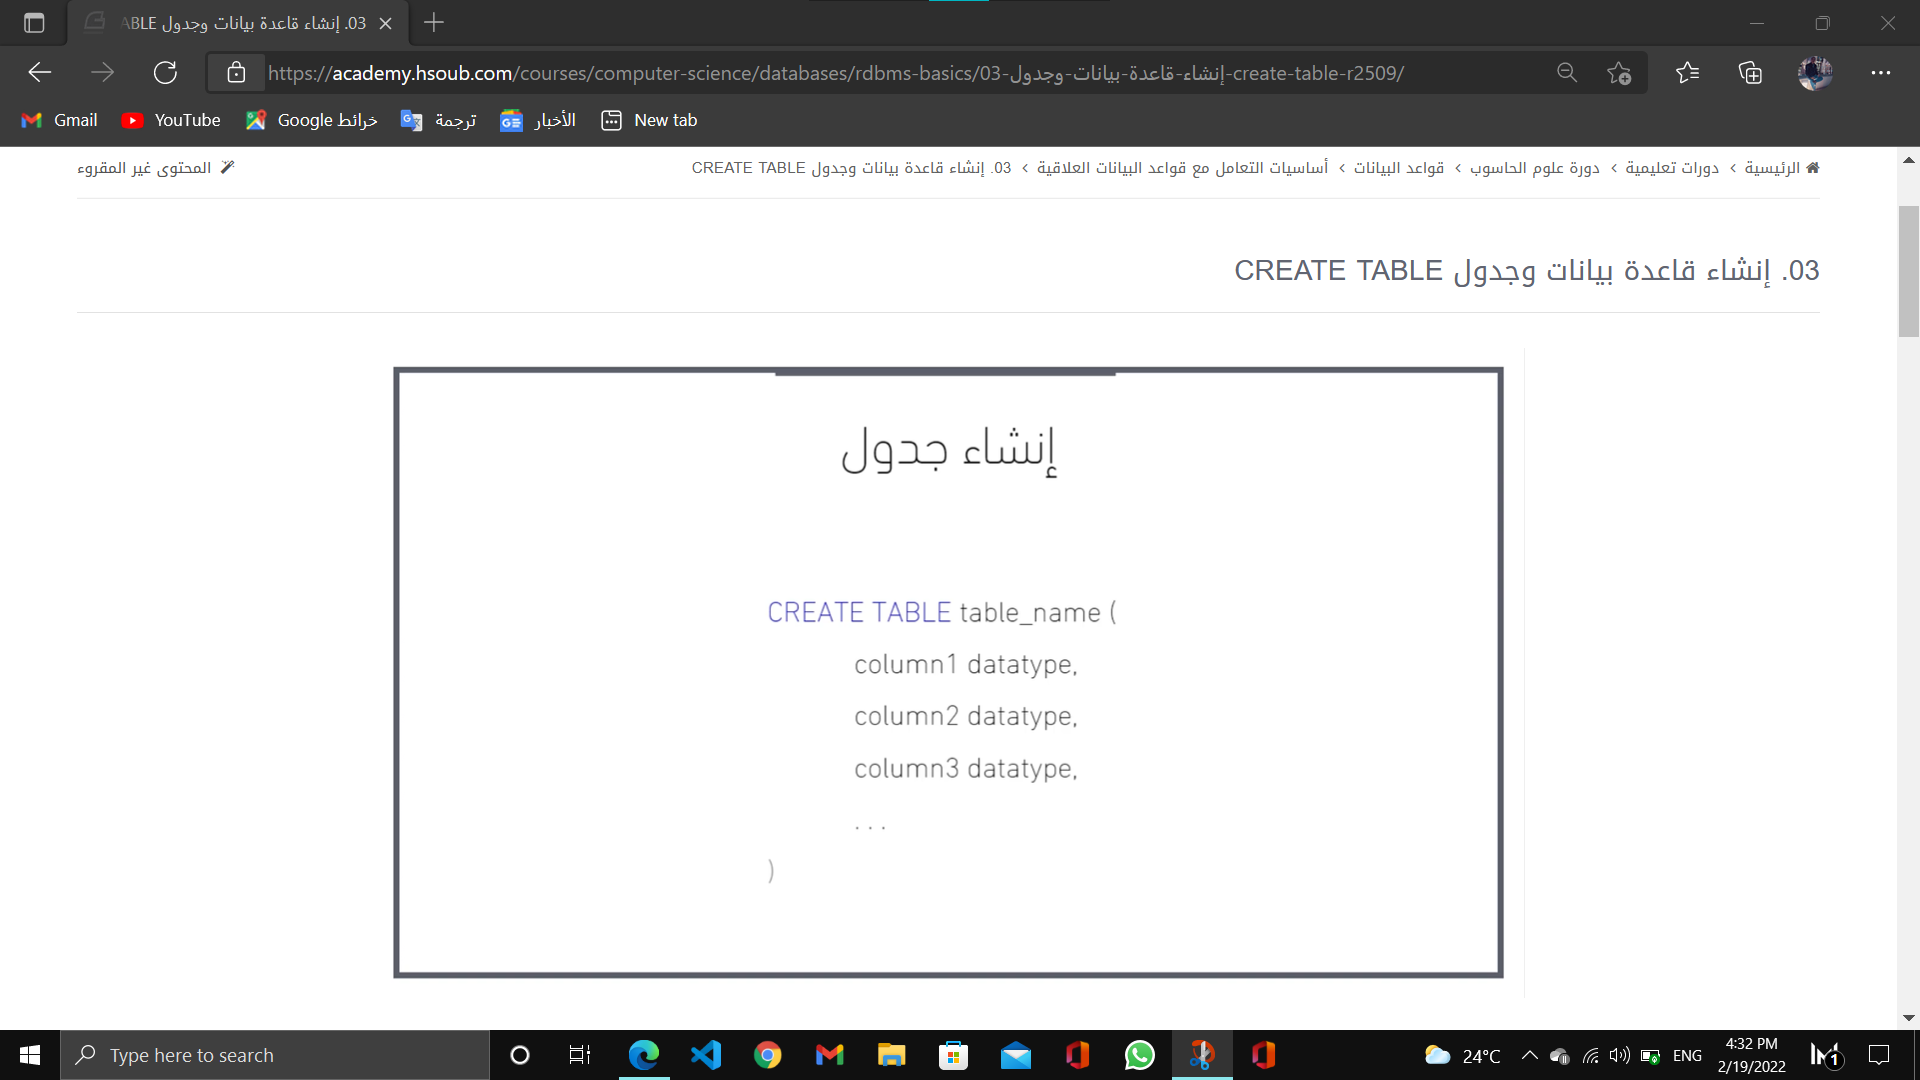 03. إنشاء قاعدة بيانات وجدول ABLE
https://academy.hsoub.com/courses/computer-science/databases/rdbms-basics/03-إنشاء-قاعدة-بيانات-وجدول-create-table-r2509/
Gmail
YouTube
خرائط Google
ترجمة
الأخبار
New tab
الرئيسية › دورات تعليمية › دورة علوم الحاسوب › قواعد البيانات › أساسيات التعامل مع قواعد البيانات العلاقية › 03. إنشاء قاعدة بيانات وجدول CREATE TABLE
المحتوى غير المقروء
03. إنشاء قاعدة بيانات وجدول CREATE TABLE
إنشاء جدول
CREATE TABLE table_name (
column1 datatype,
column2 datatype,
column3 datatype,
. . .
)
Type here to search
24°C
ENG
4:32 PM
2/19/2022
1